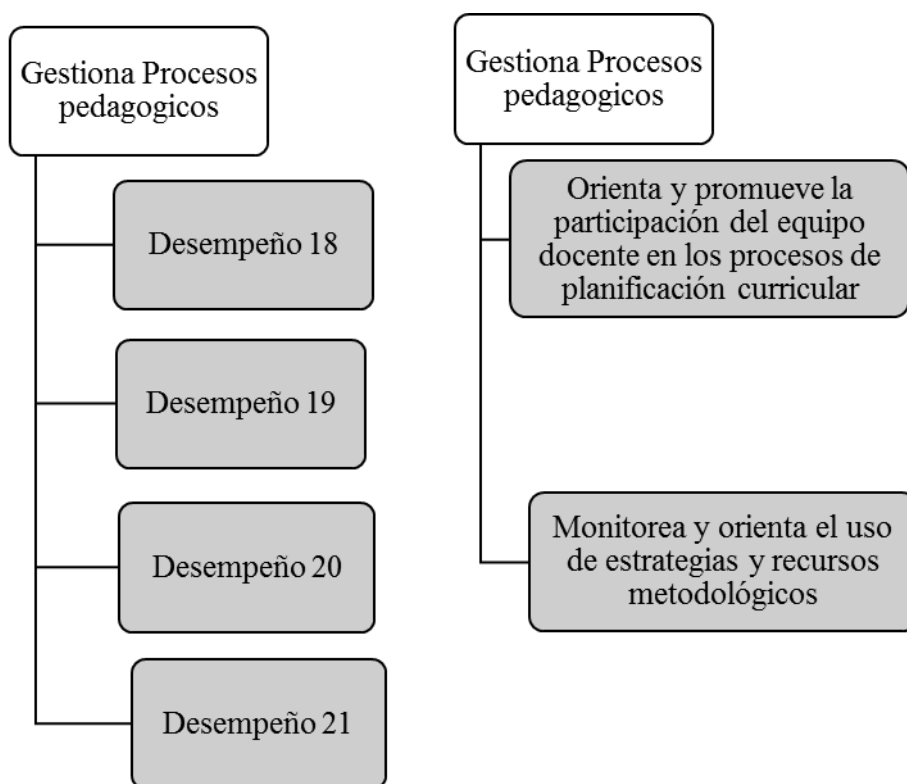 Gestiona Procesos
pedagogicos
Desempeño 18
Desempeño 19
Desempeño 20
Desempeño 21
Gestiona Procesos
pedagogicos
Orienta y promueve la
participación del equipo
docente en los procesos de
planificación curricular
Monitorea y orienta el uso
de estrategias y recursos
metodológicos